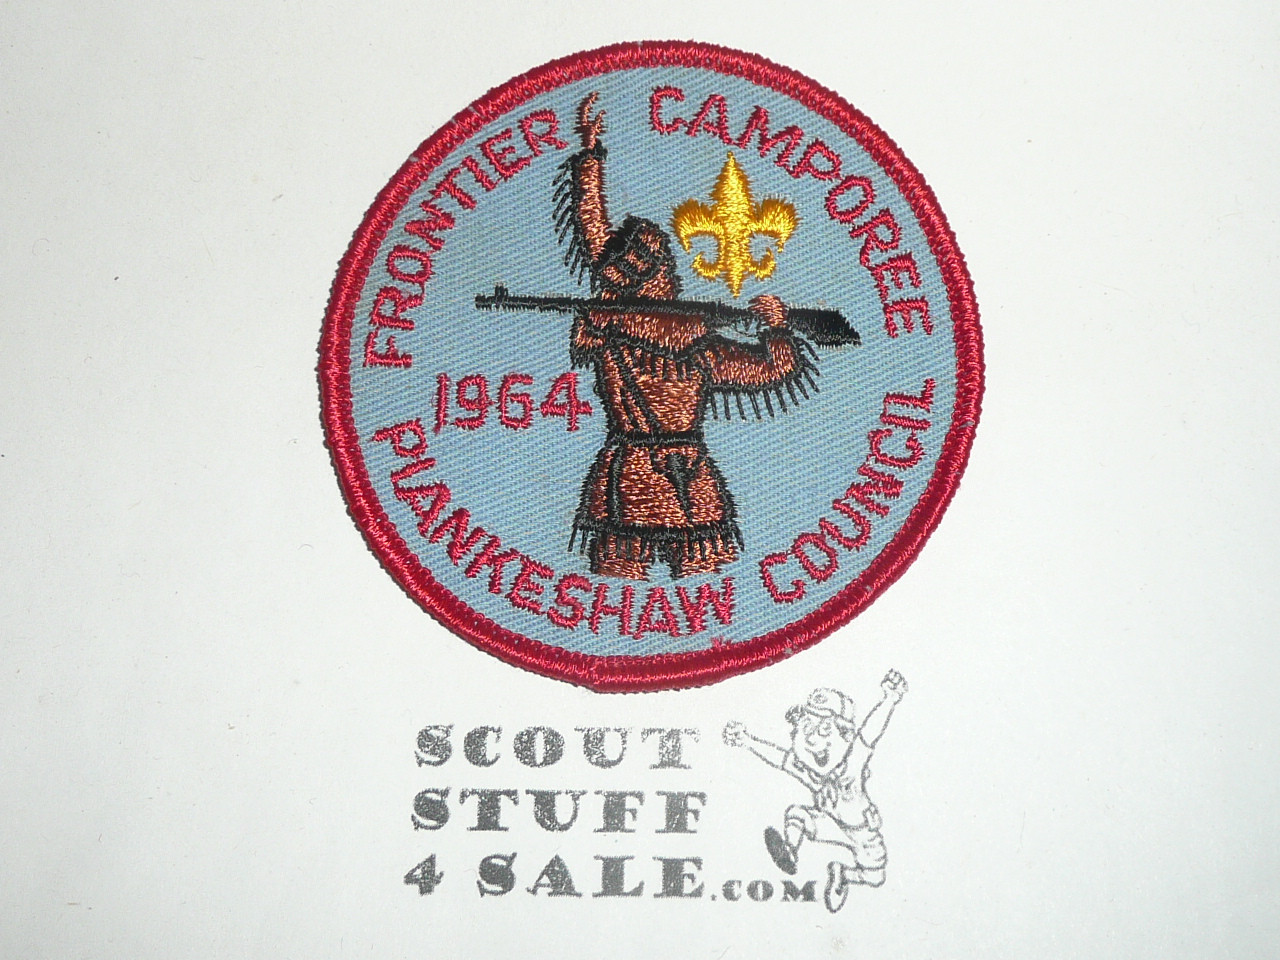 FRONTIER CAMPOREE
1964
PIANKESHAW COUNCIL
SCOUT
STUFF
4 SALE.COM